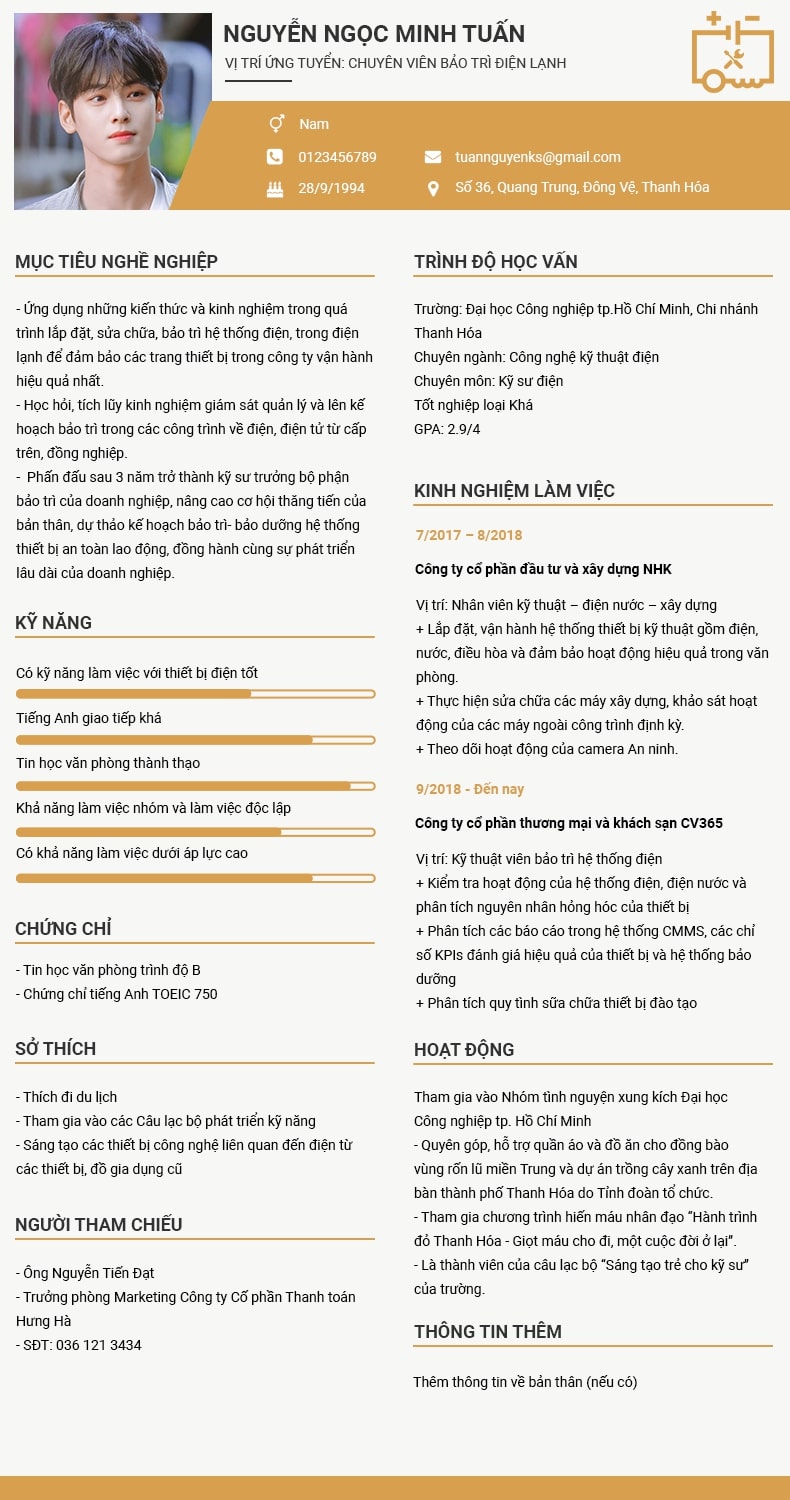 NGUYỄN NGỌC MINH TUẤN
VỊ TRÍ ỨNG TUYỂN: CHUYÊN VIÊN BẢO TRÌ ĐIỆN LẠNH
Nam
0123456789
tuannguyenks@gmail.com
28/9/1994
Số 36, Quang Trung, Đông Vệ, Thanh Hóa
MỤC TIÊU NGHỀ NGHIỆP
- Ứng dụng những kiến thức và kinh nghiệm trong quá
trình lắp đặt, sửa chữa, bảo trì hệ thống điện, trong điện
lạnh để đảm bảo các trang thiết bị trong công ty vận hành
hiệu quả nhất.
- Học hỏi, tích lũy kinh nghiệm giám sát quản lý và lên kế
hoạch bảo trì trong các công trình về điện, điện tử từ cấp
trên, đồng nghiệp.
- Phấn đấu sau 3 năm trở thành kỹ sư trưởng bộ phận
bảo trì của doanh nghiệp, nâng cao cơ hội thăng tiến của
bản thân, dự thảo kế hoạch bảo trì- bảo dưỡng hệ thống
thiết bị an toàn lao động, đồng hành cùng sự phát triển
lâu dài của doanh nghiệp.
KỸ NĂNG
Có kỹ năng làm việc với thiết bị điện tốt
Tiếng Anh giao tiếp khá
Tin học văn phòng thành thạo
Khả năng làm việc nhóm và làm việc độc lập
Có khả năng làm việc dưới áp lực cao
CHỨNG CHỈ
- Tin học văn phòng trình độ B
- Chứng chỉ tiếng Anh TOEIC 750
SỞ THÍCH
- Thích đi du lịch
- Tham gia vào các Câu lạc bộ phát triển kỹ năng
- Sáng tạo các thiết bị công nghệ liên quan đến điện từ
các thiết bị, đồ gia dụng cũ
NGƯỜI THAM CHIẾU
- Ông Nguyễn Tiến Đạt
- Trưởng phòng Marketing Công ty Cổ phần Thanh toán
Hưng Hà
- SĐT: 036 121 3434
TRÌNH ĐỘ HỌC VẤN
Trường: Đại học Công nghiệp tp.Hồ Chí Minh, Chi nhánh
Thanh Hóa
Chuyên ngành: Công nghệ kỹ thuật điện
Chuyên môn: Kỹ sư điện
Tốt nghiệp loại Khá
GPA: 2.9/4
KINH NGHIỆM LÀM VIỆC
7/2017 – 8/2018
Công ty cổ phần đầu tư và xây dựng NHK
Vị trí: Nhân viên kỹ thuật – điện nước – xây dựng
+ Lắp đặt, vận hành hệ thống thiết bị kỹ thuật gồm điện,
nước, điều hòa và đảm bảo hoạt động hiệu quả trong văn
phòng.
+ Thực hiện sửa chữa các máy xây dựng, khảo sát hoạt
động của các máy ngoài công trình định kỳ.
+ Theo dõi hoạt động của camera An ninh.
9/2018 - Đến nay
Công ty cổ phần thương mại và khách sạn CV365
Vị trí: Kỹ thuật viên bảo trì hệ thống điện
+ Kiểm tra hoạt động của hệ thống điện, điện nước và
phân tích nguyên nhân hỏng hóc của thiết bị
+ Phân tích các báo cáo trong hệ thống CMMS, các chỉ
số KPIs đánh giá hiệu quả của thiết bị và hệ thống bảo
dưỡng
+ Phân tích quy tình sữa chữa thiết bị đào tạo
HOẠT ĐỘNG
Tham gia vào Nhóm tình nguyện xung kích Đại học
Công nghiệp tp. Hồ Chí Minh
- Quyên góp, hỗ trợ quần áo và đồ ăn cho đồng bào
vùng rốn lũ miền Trung và dự án trồng cây xanh trên địa
bàn thành phố Thanh Hóa do Tỉnh đoàn tổ chức.
- Tham gia chương trình hiến máu nhân đạo “Hành trình
đỏ Thanh Hóa - Giọt máu cho đi, một cuộc đời ở lại”.
- Là thành viên của câu lạc bộ “Sáng tạo trẻ cho kỹ sư”
của trường.
THÔNG TIN THÊM
Thêm thông tin về bản thân (nếu có)